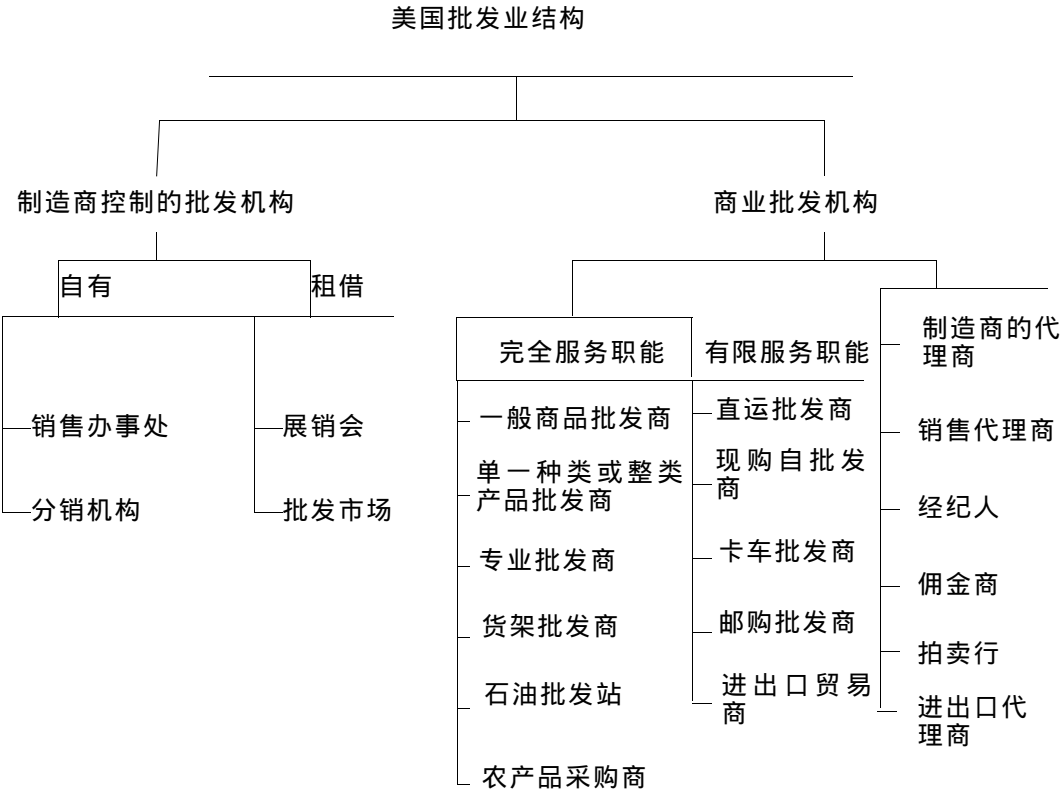 美国批发业结构
制造商控制的批发机构
商业批发机构
自有
租借
销售办事处
分销机构
展销会
批发市场
完全服务职能
一般商品批发商
单一种类或整类
产品批发商
专业批发商
货架批发商
石油批发站
农产品采购商
有限服务职能
直运批发商
现购自批发
商
卡车批发商
邮购批发商
进出口贸易
商
制造商的代
理商
销售代理商
经纪人
佣金商
拍卖行
进出口代
理商